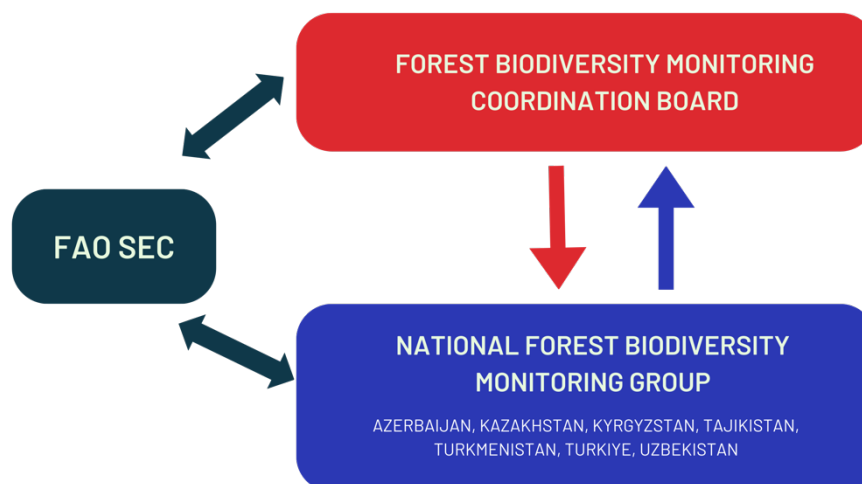 FOREST BIODIVERSITY MONITORING
COORDINATION BOARD
FAO SEC
NATIONAL FOREST BIODIVERSITY
MONITORING GROUP
AZERBAIJAN, KAZAKHSTAN, KYRGYZSTAN, TAJIKISTAN,
TURKMENISTAN, TURKIYE, UZBEKISTAN